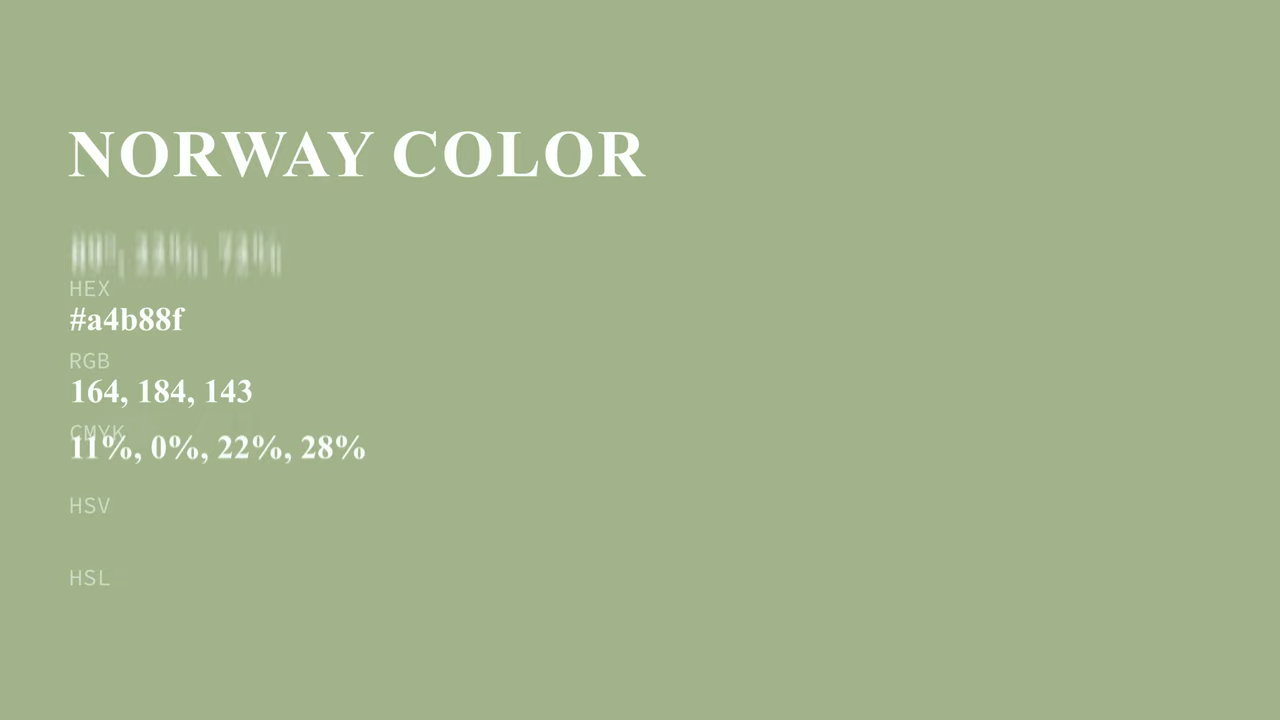 NORWAY COLOR
HEX
#a4b88f
RGB
164, 184, 143
CMYK
11%, 0%, 22%, 28%
HSV
HSL